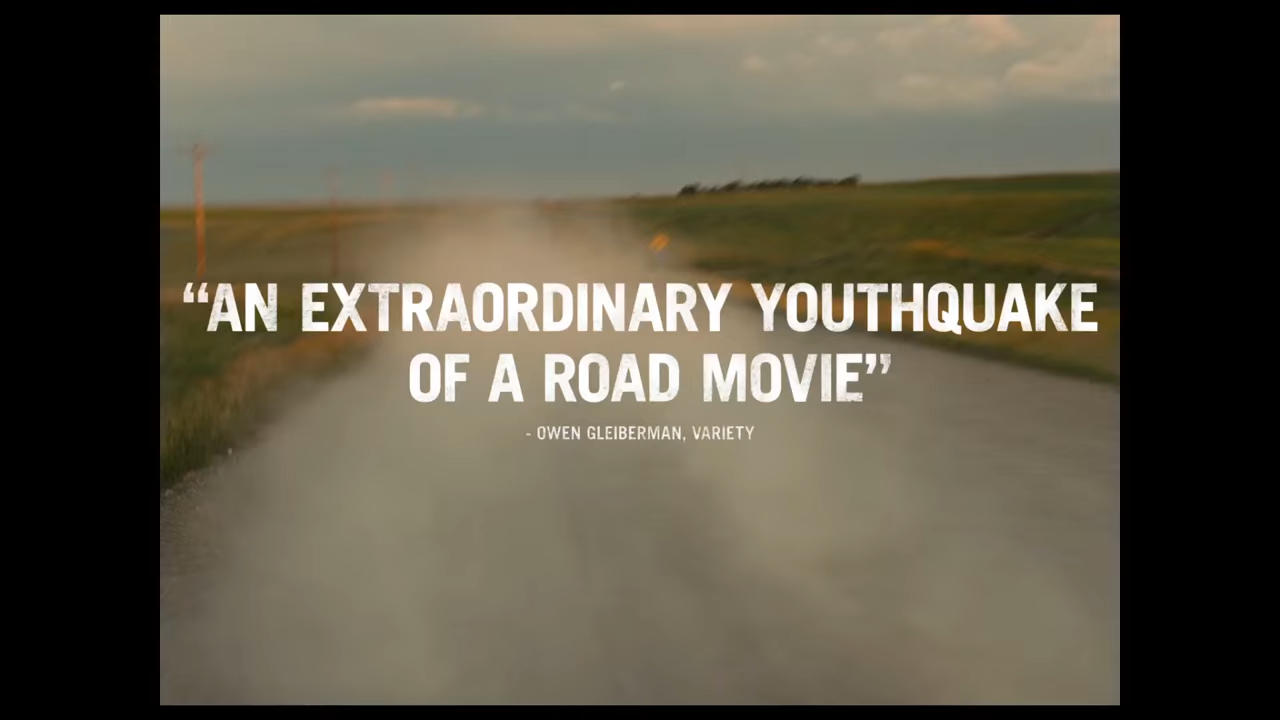 “AN EXTRAORDINARY YOUTHQUAKE
OF A ROAD MOVIE”
- OWEN GLEIBERMAN, VARIETY